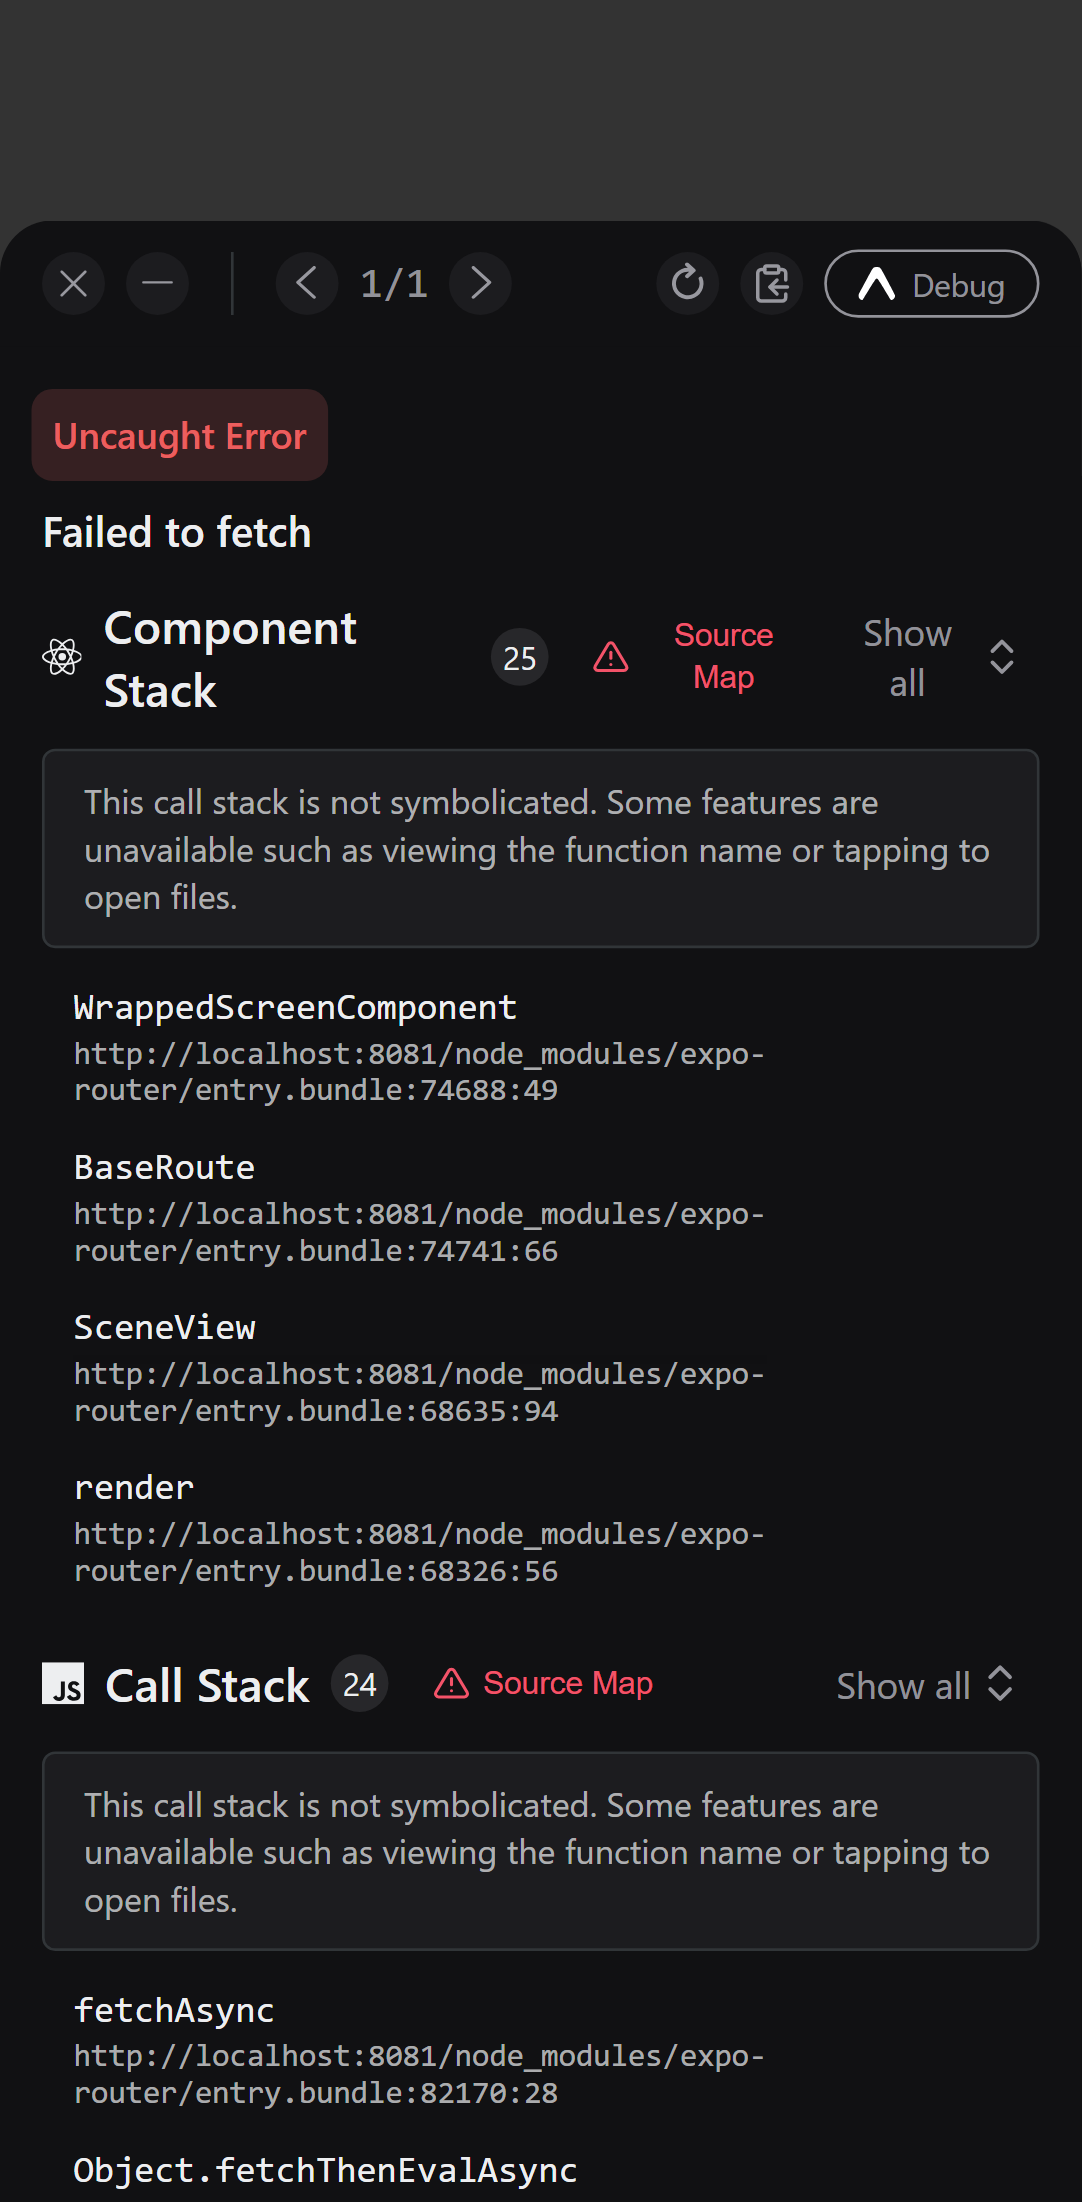 1/1
Debug
Uncaught Error
Failed to fetch
Component
Stack
25
Source
Map
Show
all
This call stack is not symbolicated. Some features are
unavailable such as viewing the function name or tapping to
open files.
WrappedScreenComponent
http://localhost:8081/node_modules/expo-
router/entry.bundle:74688:49
BaseRoute
http://localhost:8081/node_modules/expo-
router/entry.bundle:74741:66
SceneView
http://localhost:8081/node_modules/expo-
router/entry.bundle:68635:94
render
http://localhost:8081/node_modules/expo-
router/entry.bundle:68326:56
JS
Call Stack
24
Source Map
Show all
This call stack is not symbolicated. Some features are
unavailable such as viewing the function name or tapping to
open files.
fetchAsync
http://localhost:8081/node_modules/expo-
router/entry.bundle:82170:28
Object.fetchThenEvalAsync